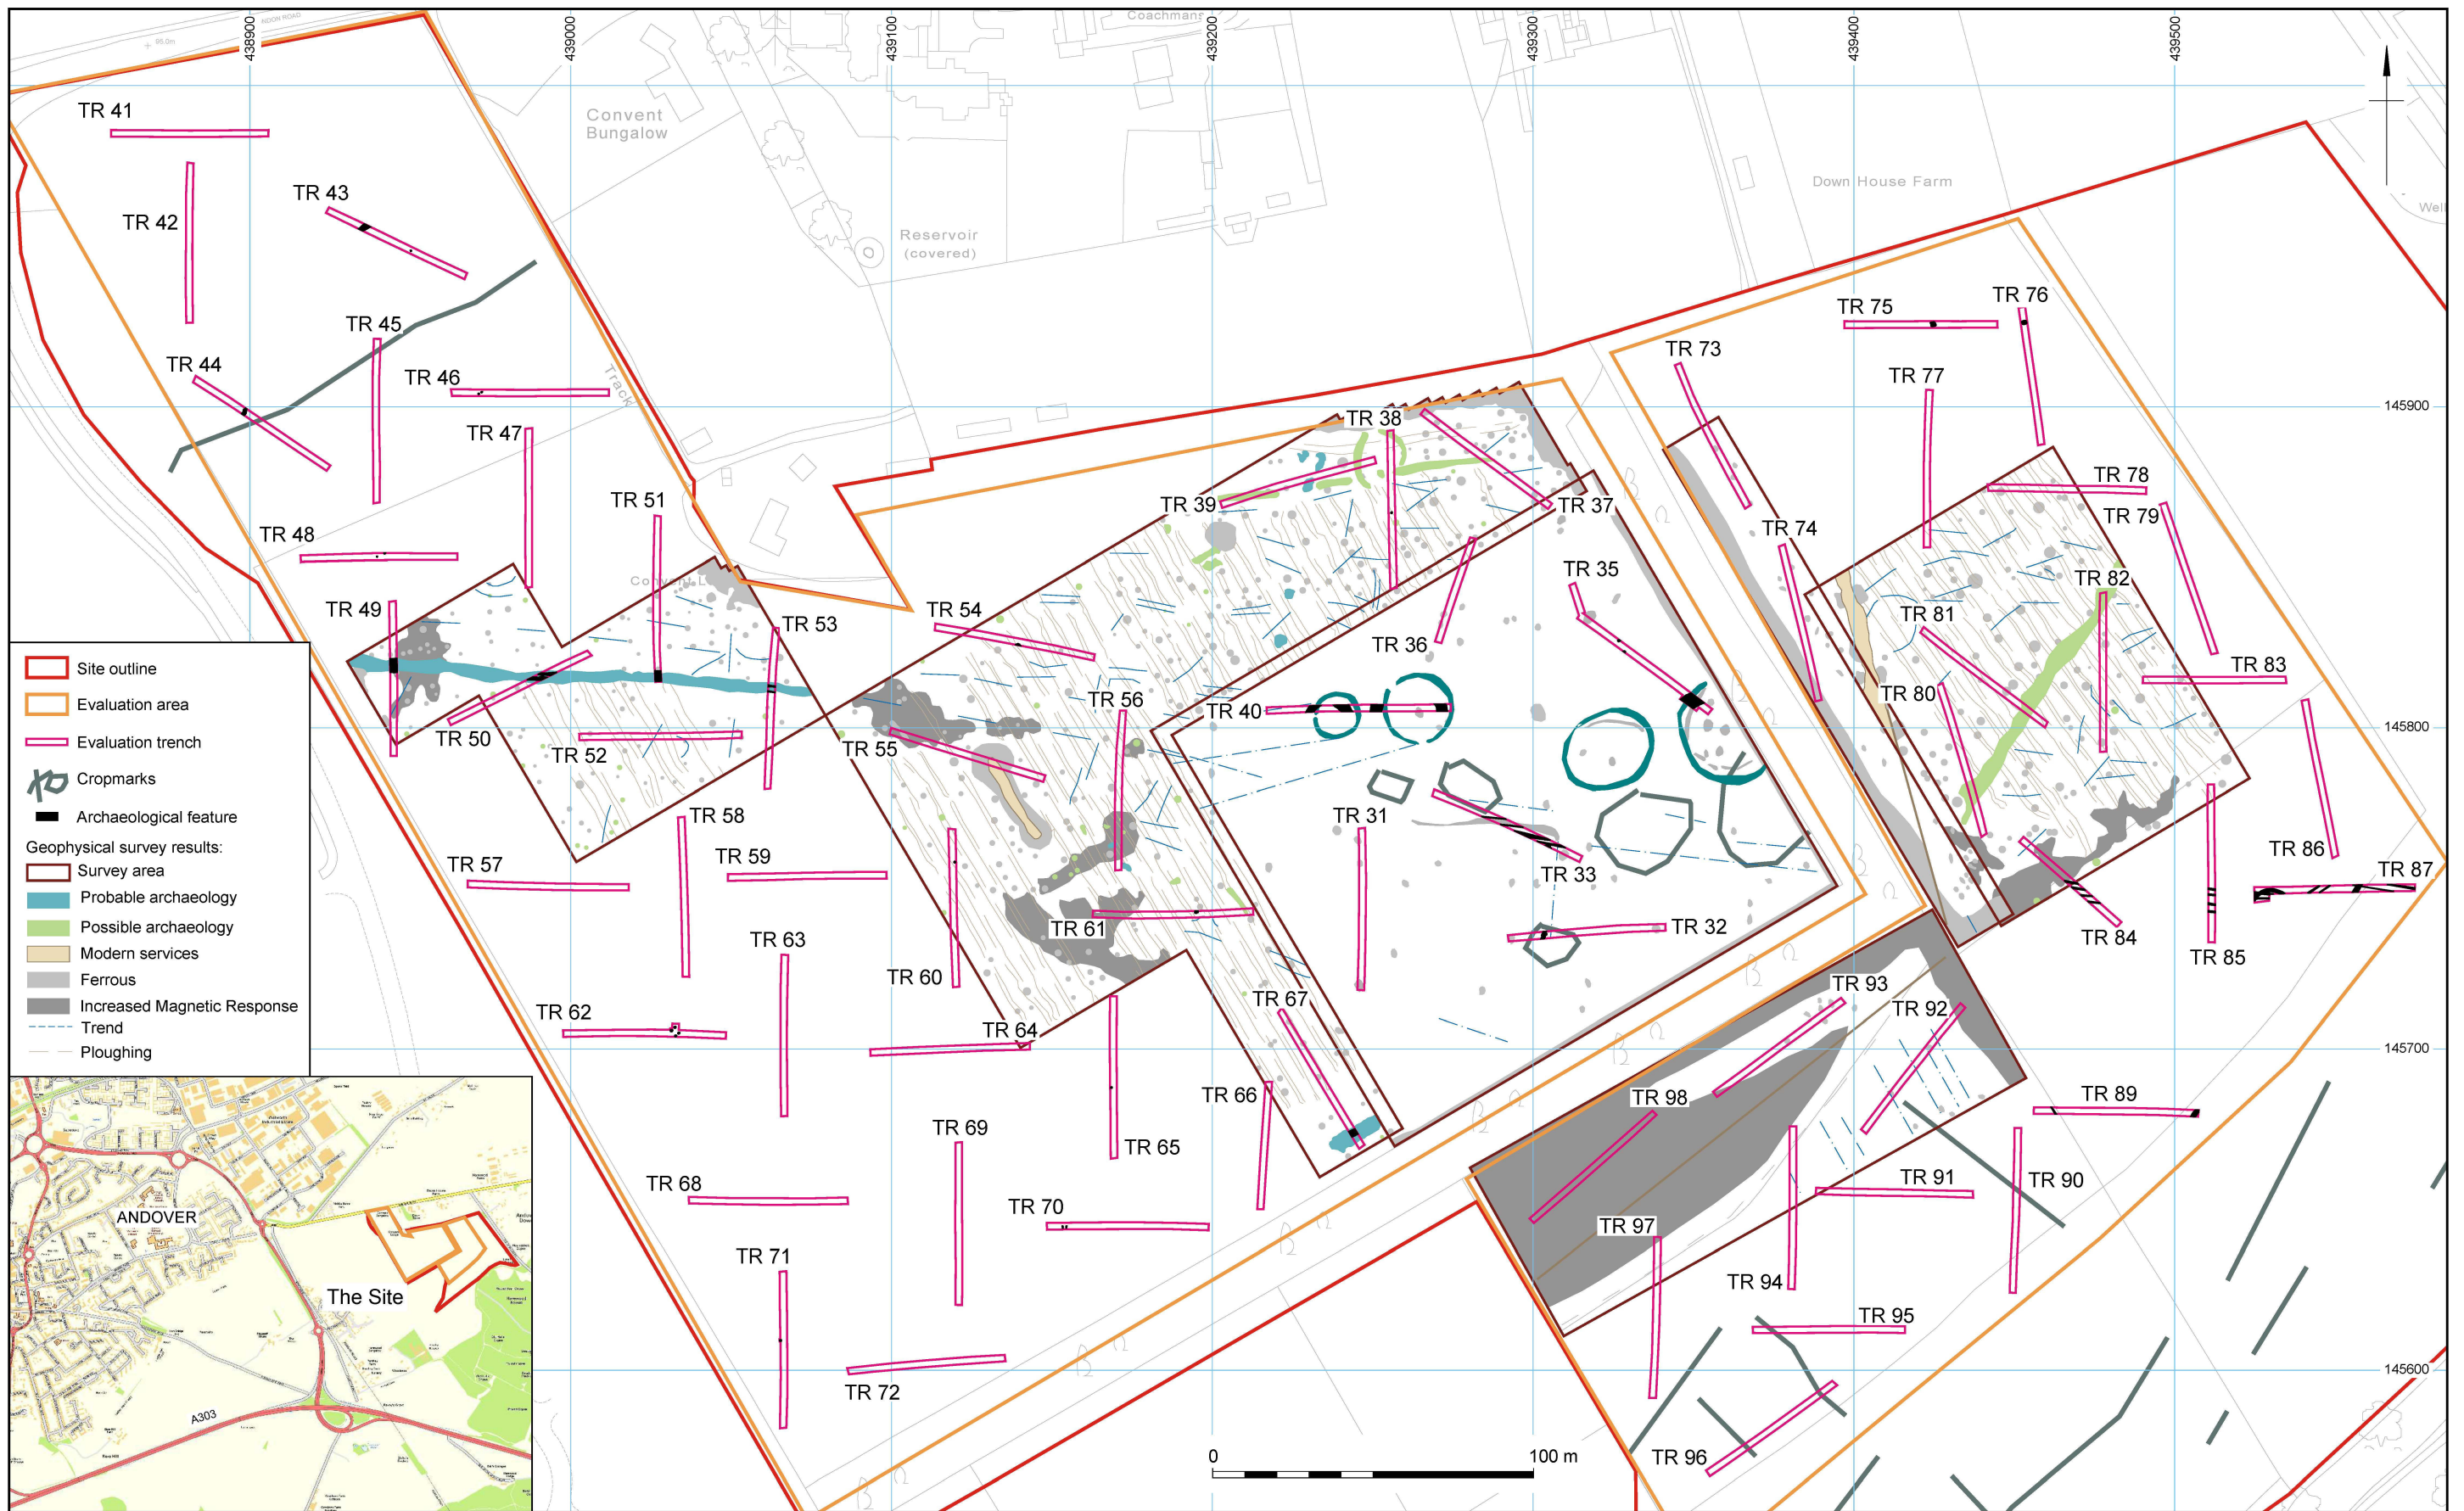 438900
439000
439100
439200
439300
439400
439500
Coachmans
95.0m
TR 41
Convent
Bungalow
TR 42
TR 43
Down House Farm
Well
Reservoir
(covered)
TR 45
TR 44
TR 46
Track
TR 75
TR 76
TR 73
TR 77
145900
TR 47
TR 38
TR 78
TR 51
TR 39
TR 37
TR 79
TR 48
TR 74
TR 35
TR 82
TR 49
TR 53
TR 54
TR 36
TR 81
TR 83
TR 56
TR 40
TR 80
TR 50
TR 52
TR 55
145800
TR 58
TR 31
TR 86
TR 57
TR 59
TR 33
TR 87
TR 61
TR 32
TR 84
TR 63
TR 60
TR 85
TR 62
TR 64
TR 67
TR 93
TR 92
145700
TR 66
TR 98
TR 89
TR 69
TR 65
TR 68
TR 91
TR 90
TR 70
TR 97
TR 71
TR 94
TR 95
145600
TR 72
TR 96
0
100 m
Site outline
Evaluation area
Evaluation trench
Cropmarks
Archaeological feature
Geophysical survey results:
Survey area
Probable archaeology
Possible archaeology
Modern services
Ferrous
Increased Magnetic Response
Trend
Ploughing
ANDOVER
The Site
A303